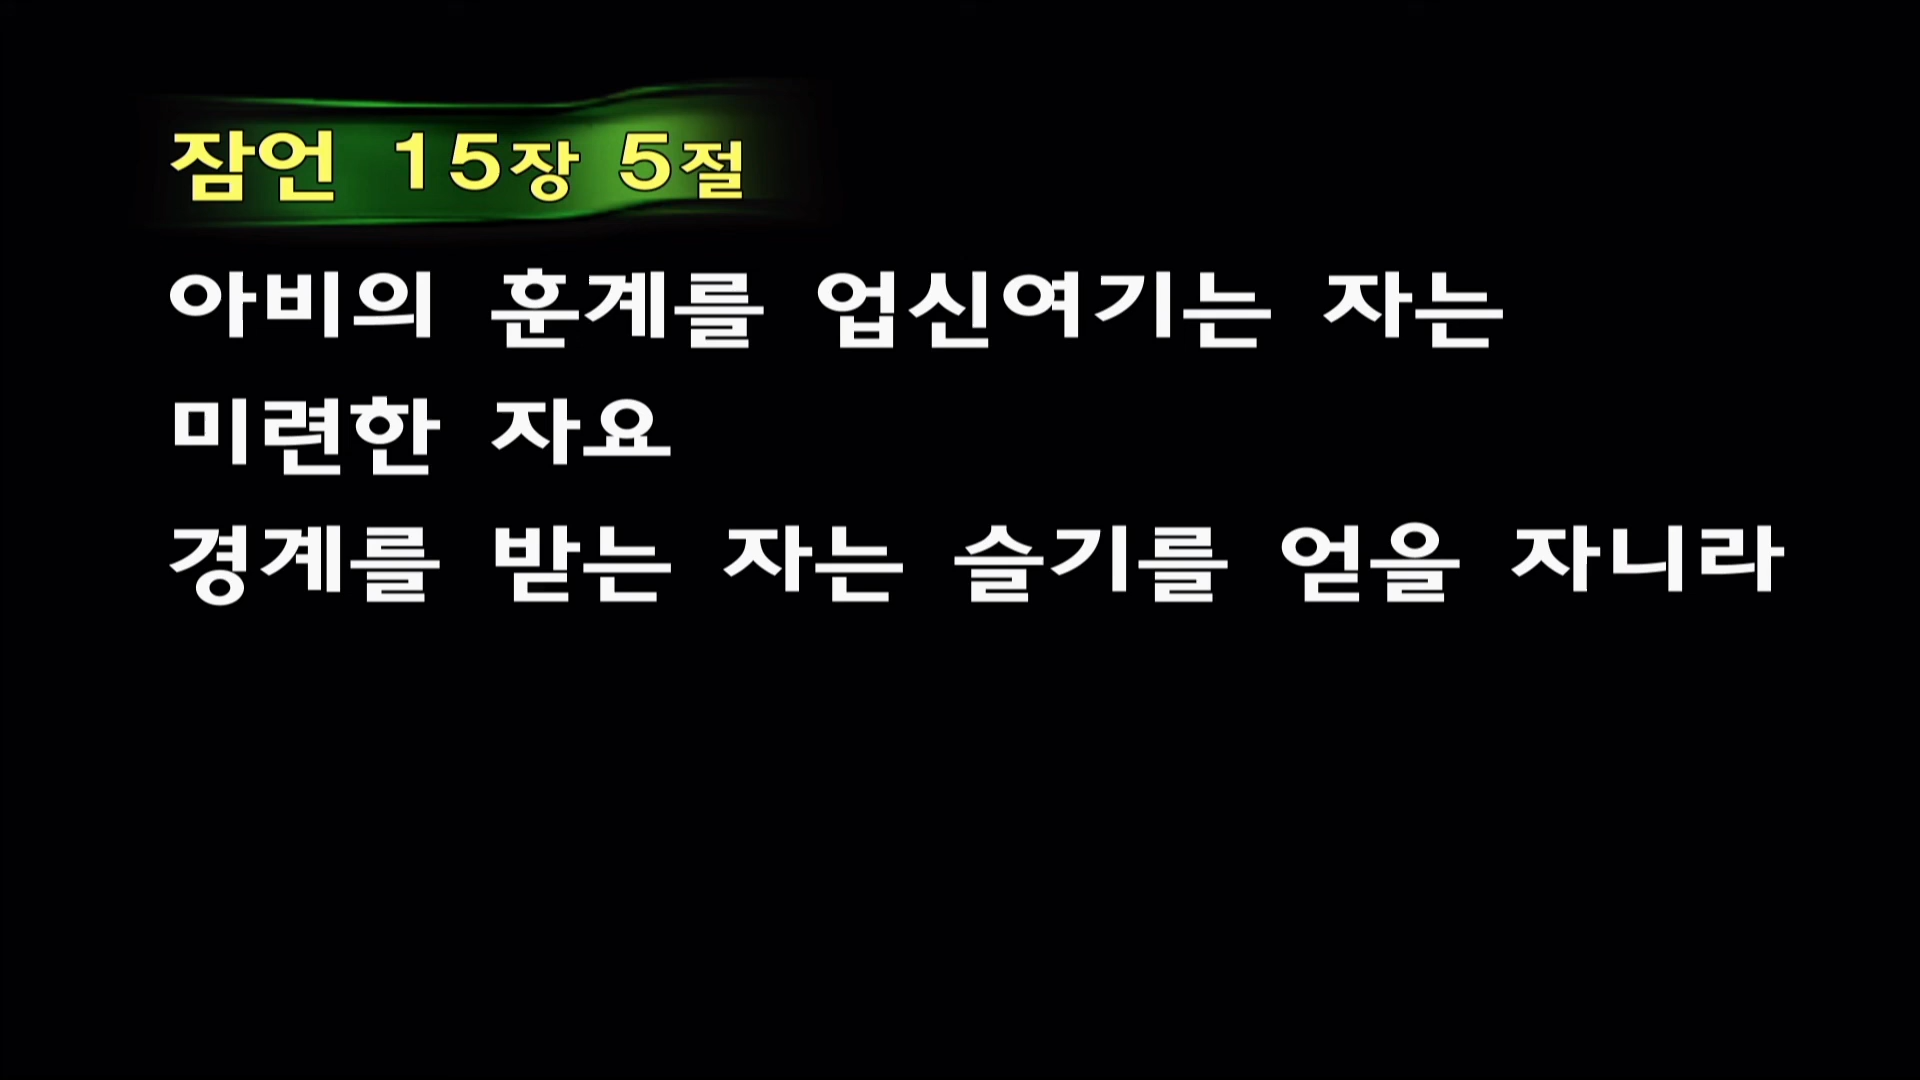 잠언 15장 5절
아비의 훈계를 업신여기는 자는
미련한 자요
경계를 받는 자는 슬기를 얻을 자니라